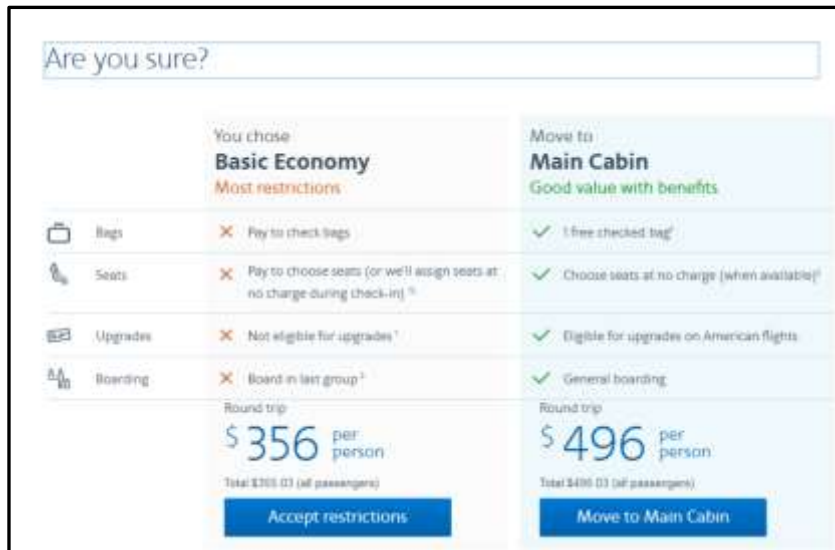 Are you sure?
You chose
Basic Economy
Most restrictions
Move to
Main Cabin
Good value with benefits
Bags
Pay to check bags
1 free checked bag
Seats
Pay to choose seats (or we'll assign seats at
no charge during check-in)
Choose seats at no charge (when available)
Upgrades
Not eligible for upgrades
Eligible for upgrades on American flights
Boarding
Board in last group
General boarding
Round trip
$ 356 per
person
Total (all passengers)
Accept restrictions
Round trip
$ 496 per
person
Total $496.03 (all passengers)
Move to Main Cabin